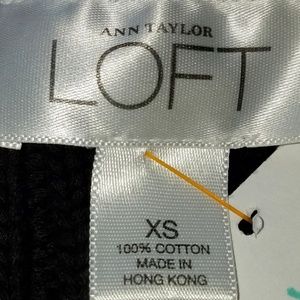 ANN TAYLOR
LOFT
XS
100% COTTON
MADE IN
HONG KONG